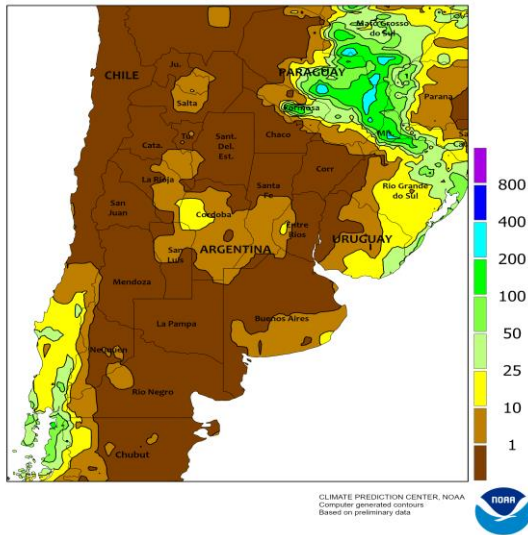 Mato Grosso
do Sul
CHILE
Ju.
PARAGUAY
Salta
Formosa
Parana
Tu.
Chaco
Cata.
Sant.
Del.
Est.
MIS
La Rioja
Corr
Santa
Fe
Rio Grande
do Sul
San
Juan
Cordoba
Entre
Rios
URUGUAY
San
Luis
ARGENTINA
Mendoza
La Pampa
Buenos Aires
Neuquen
Rio Negro
Chubut
800
400
200
100
50
25
10
1
CLIMATE PREDICTION CENTER, NOAA
Computer generated contours
Based on preliminary data
NOAA